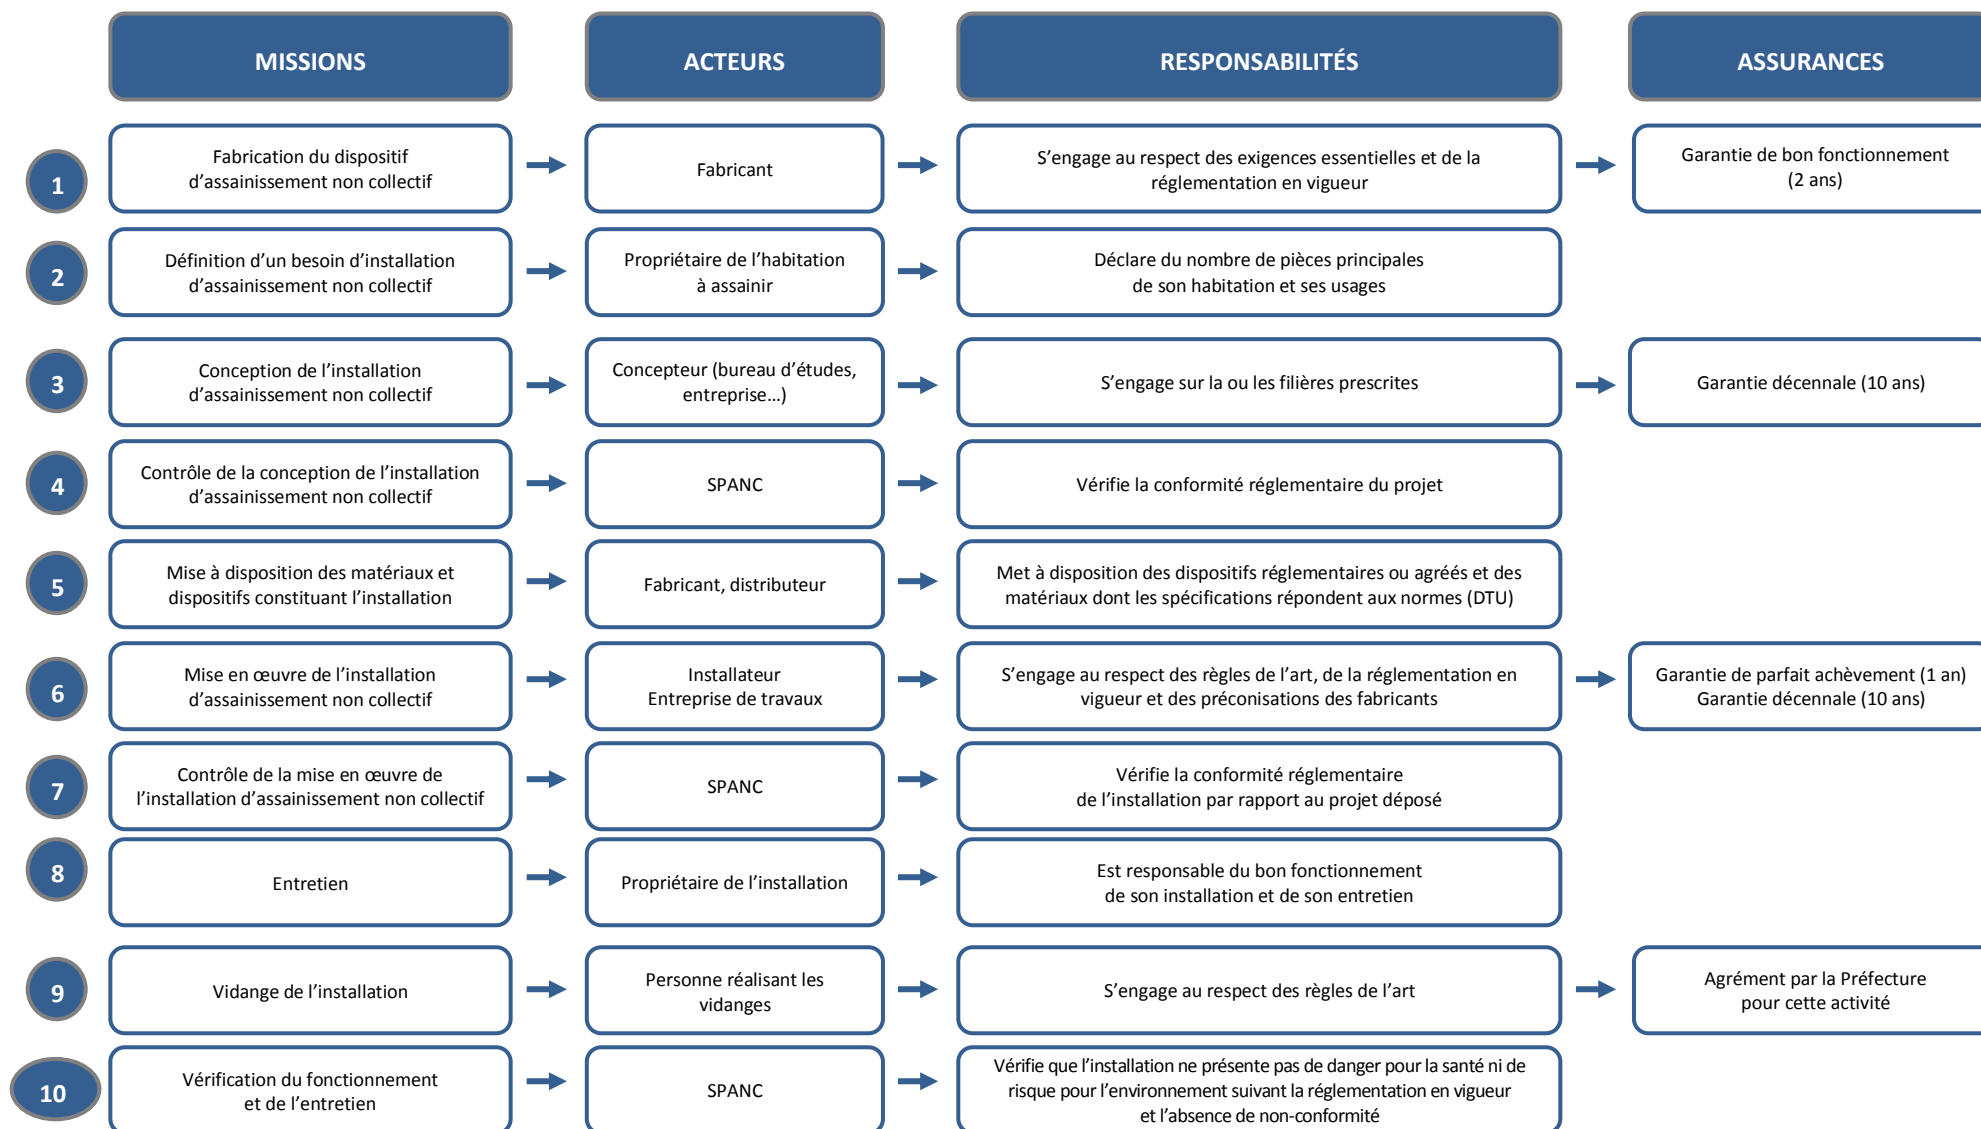 MISSIONS
ACTEURS
RESPONSABILITÉS
ASSURANCES
1
Fabrication du dispositif
d’assainissement non collectif
Fabricant
S’engage au respect des exigences essentielles et de la
réglementation en vigueur
Garantie de bon fonctionnement
(2 ans)
2
Définition d’un besoin d’installation
d’assainissement non collectif
Propriétaire de l’habitation
à assainir
Déclare du nombre de pièces principales
de son habitation et ses usages
3
Conception de l’installation
d’assainissement non collectif
Concepteur (bureau d’études,
entreprise…)
S’engage sur la ou les filières prescrites
Garantie décennale (10 ans)
4
Contrôle de la conception de l’installation
d’assainissement non collectif
SPANC
Vérifie la conformité réglementaire du projet
5
Mise à disposition des matériaux et
dispositifs constituant l’installation
Fabricant, distributeur
Met à disposition des dispositifs réglementaires ou agréés et des
matériaux dont les spécifications répondent aux normes (DTU)
6
Mise en œuvre de l’installation
d’assainissement non collectif
Installateur
Entreprise de travaux
S’engage au respect des règles de l’art, de la réglementation en
vigueur et des préconisations des fabricants
Garantie de parfait achèvement (1 an)
Garantie décennale (10 ans)
7
Contrôle de la mise en œuvre de
l’installation d’assainissement non collectif
SPANC
Vérifie la conformité réglementaire
de l’installation par rapport au projet déposé
8
Entretien
Propriétaire de l’installation
Est responsable du bon fonctionnement
de son installation et de son entretien
9
Vidange de l’installation
Personne réalisant les
vidanges
S’engage au respect des règles de l’art
Agrément par la Préfecture
pour cette activité
10
Vérification du fonctionnement
et de l’entretien
SPANC
Vérifie que l’installation ne présente pas de danger pour la santé ni de
risque pour l’environnement suivant la réglementation en vigueur
et l’absence de non-conformité